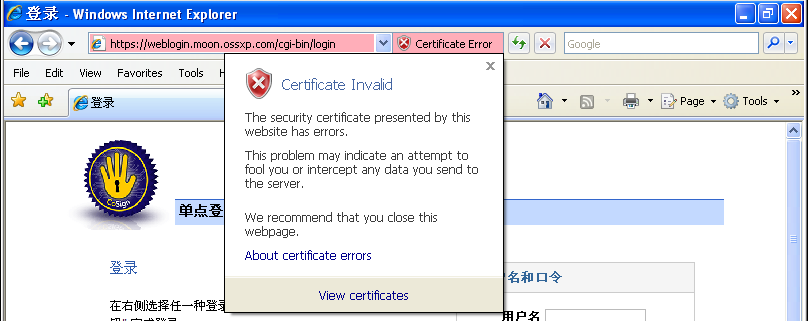 登录 - Windows Internet Explorer
https://weblogin.moon.ossxp.com/cgi-bin/login
Certificate Error
Google
File Edit View Favorites Tools H
登录
Page
Tools
Certificate Invalid
The security certificate presented by this
website has errors.
This problem may indicate an attempt to
fool you or intercept any data you send to
the server.
We recommend that you close this
webpage.
About certificate errors
View certificates
CoSign
单点登
登录
在右侧选择一种登录
名和口令
用户名